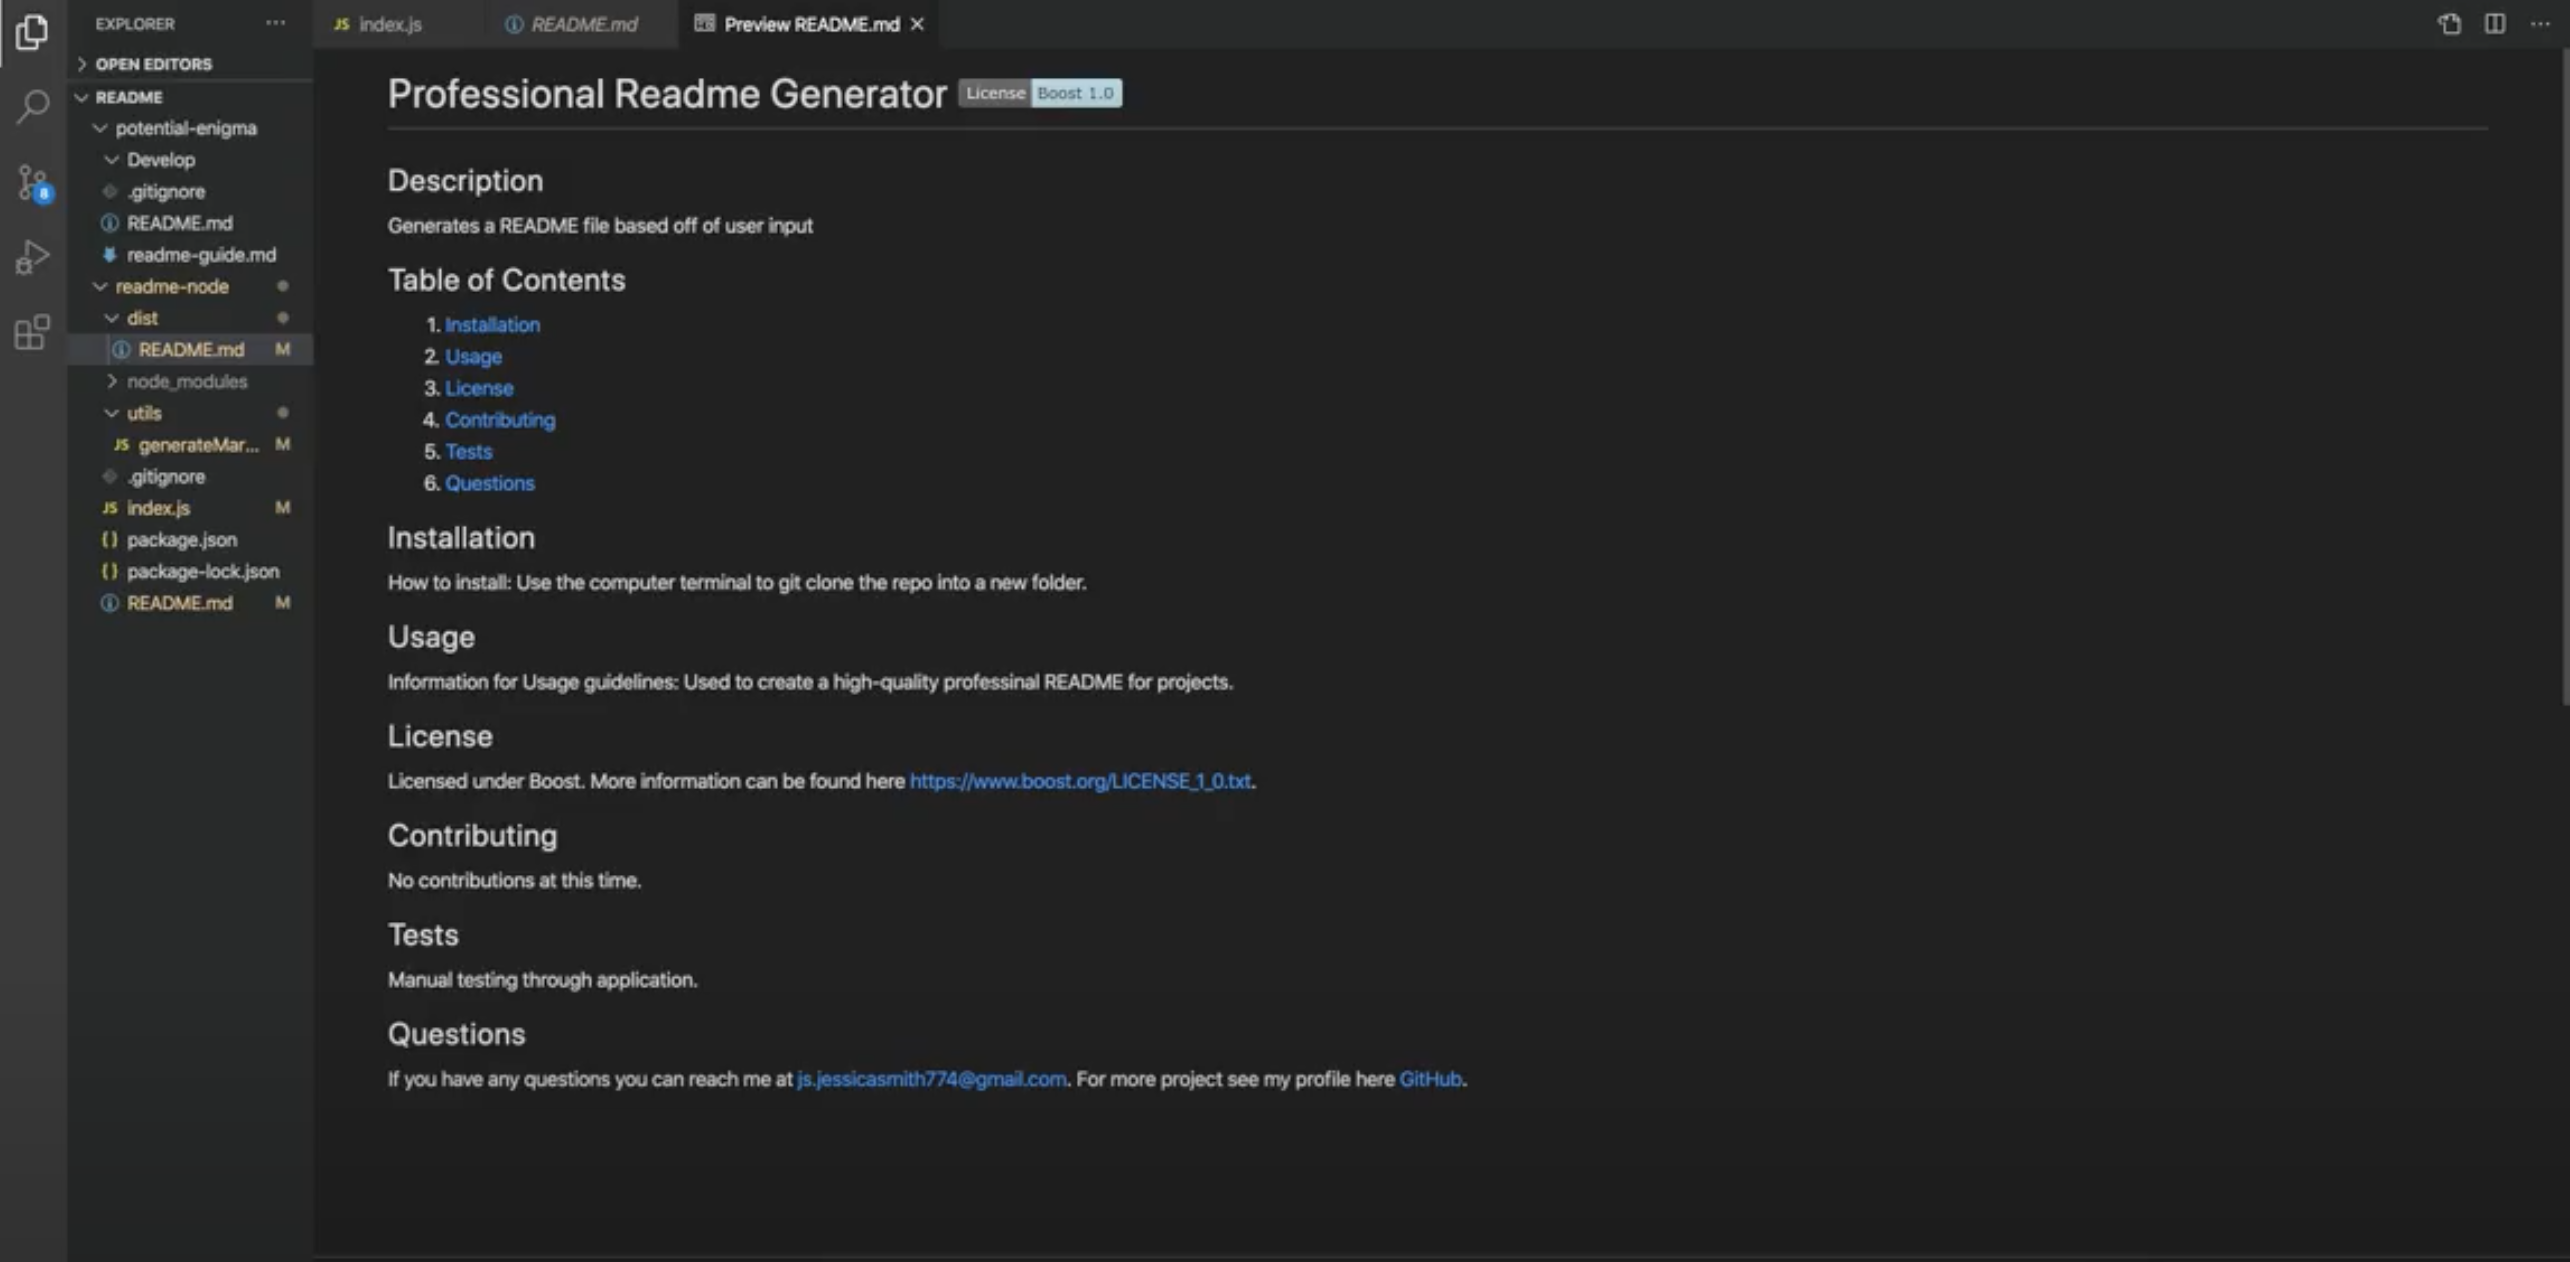 EXPLORER
OPEN EDITORS
README
potential-enigma
Develop
.gitignore
README.md
readme-guide.md
readme-node
dist
README.md M
node_modules
utils
JS generateMar... M
.gitignore
JS index.js M
{} package.json
{} package-lock.json
README.md M
8
JS index.js
README.md
Preview README.md
Professional Readme Generator License Boost 1.0
Description
Generates a README file based off of user input
Table of Contents
1. Installation
2. Usage
3. License
4. Contributing
5. Tests
6. Questions
Installation
How to install: Use the computer terminal to git clone the repo into a new folder.
Usage
Information for Usage guidelines: Used to create a high-quality professinal README for projects.
License
Licensed under Boost. More information can be found here https://www.boost.org/LICENSE_1_0.txt.
Contributing
No contributions at this time.
Tests
Manual testing through application.
Questions
If you have any questions you can reach me at js.jessicasmith774@gmail.com. For more project see my profile here GitHub.